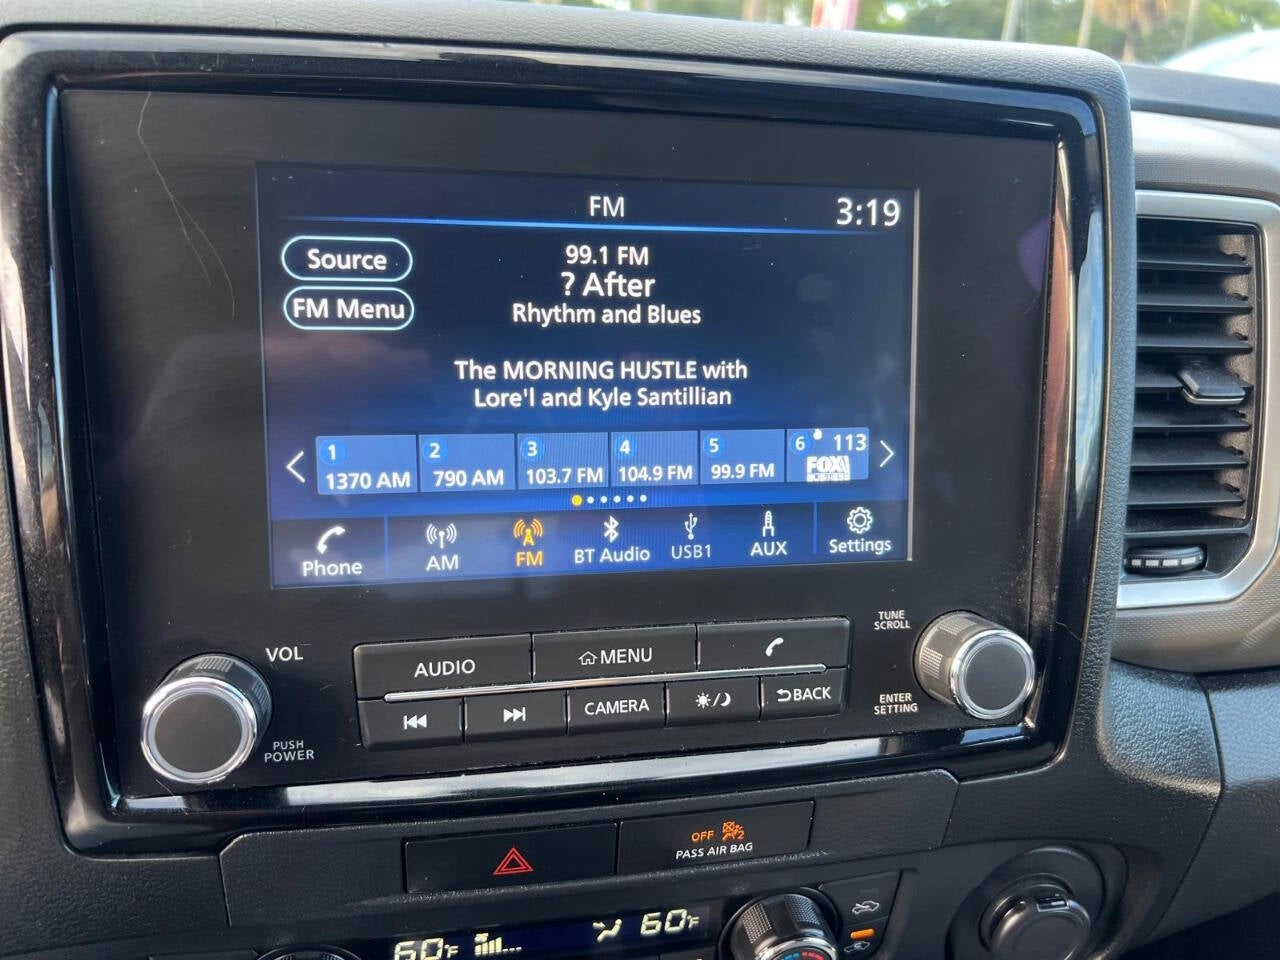 FM
3:19
Source
99.1 FM
? After
FM Menu
Rhythm and Blues
The MORNING HUSTLE with
Lore'l and Kyle Santillian
1 2 3 4 5 6 113
1370 AM 790 AM 103.7 FM 104.9 FM 99.9 FM FOX
BUSINESS
Phone AM FM BT Audio USB1 AUX Settings
VOL
PUSH
POWER
AUDIO
MENU
CAMERA
BACK
TUNE
SCROLL
ENTER
SETTING
OFF 2
PASS AIR BAG
60°F
60°F